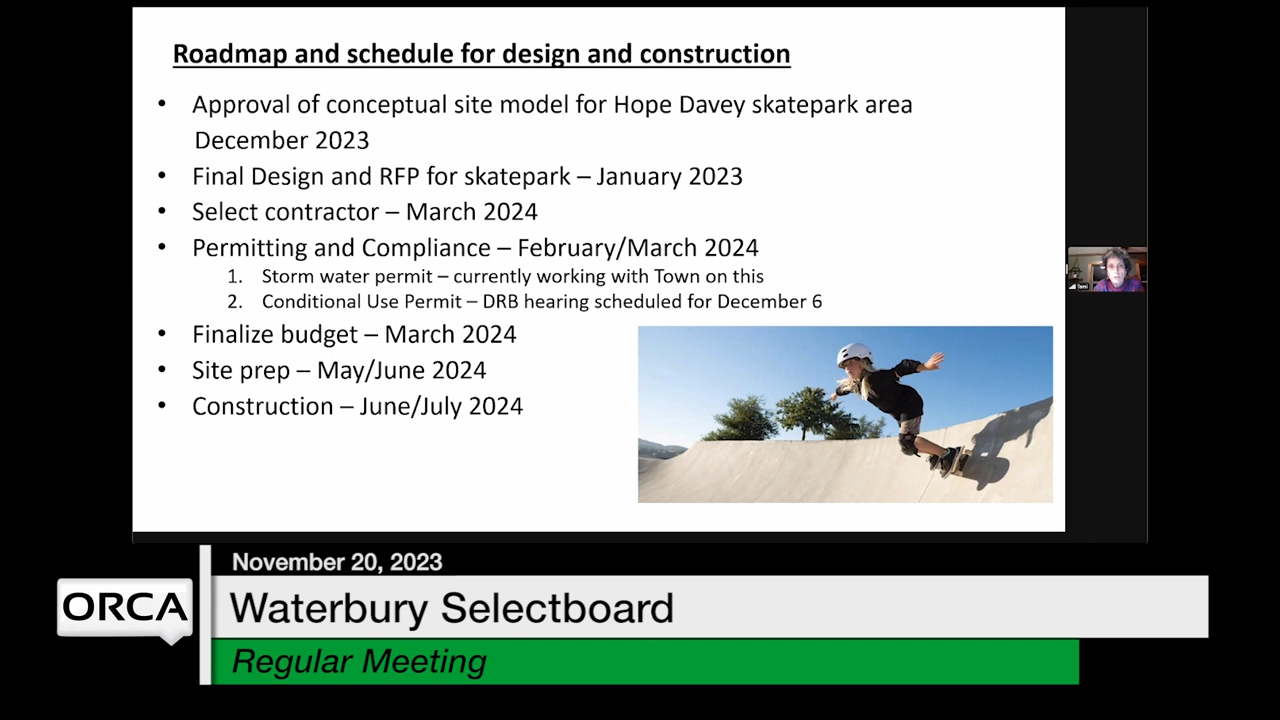 Roadmap and schedule for design and construction
• Approval of conceptual site model for Hope Davey skatepark area
December 2023
• Final Design and RFP for skatepark – January 2023
• Select contractor – March 2024
• Permitting and Compliance – February/March 2024
1. Storm water permit – currently working with Town on this
2. Conditional Use Permit – DRB hearing scheduled for December 6
• Finalize budget – March 2024
• Site prep – May/June 2024
• Construction – June/July 2024
Tami
November 20, 2023
ORCA
Waterbury Selectboard
Regular Meeting